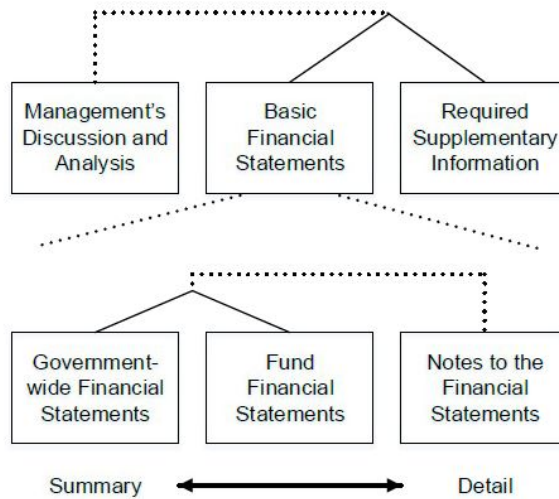 Management's
Discussion and
Analysis
Basic
Financial
Statements
Required
Supplementary
Information
Government-
wide Financial
Statements
Fund
Financial
Statements
Notes to the
Financial
Statements
Summary
Detail